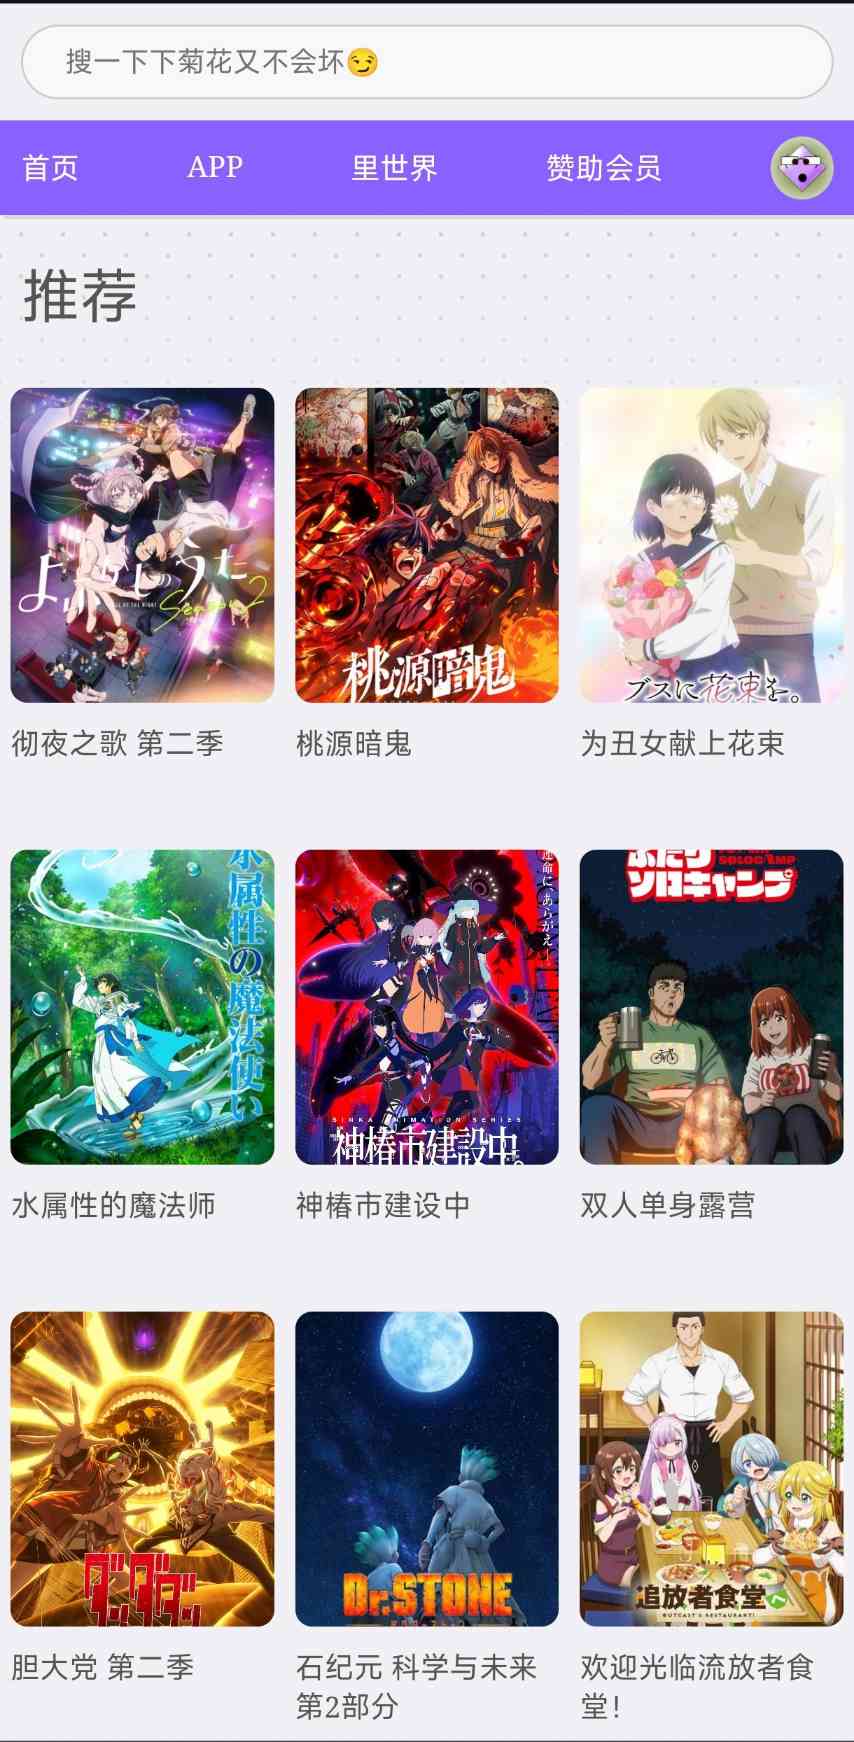 搜一下下菊花又不会坏😏
首页 APP 里世界 赞助会员
推荐
よふかしのうた
CALL OF THE NIGHT
Season2
桃源暗鬼
ブスに花束を。
彻夜之歌 第二季 桃源暗鬼 为丑女献上花束
水属性の魔法使い
運命に、あらがえ――
SINKA ANIMATION SERIES
神椿市建設中。
ふたり
SOLO CAMP
ソロキャンプ
水属性的魔法师 神椿市建设中 双人单身露营
ダンダダン
Dr.STONE
追放者食堂へ
OUTCAST'S RESTAURANT!
胆大党 第二季 石纪元 科学与未来 欢迎光临流放者食
第2部分 堂！